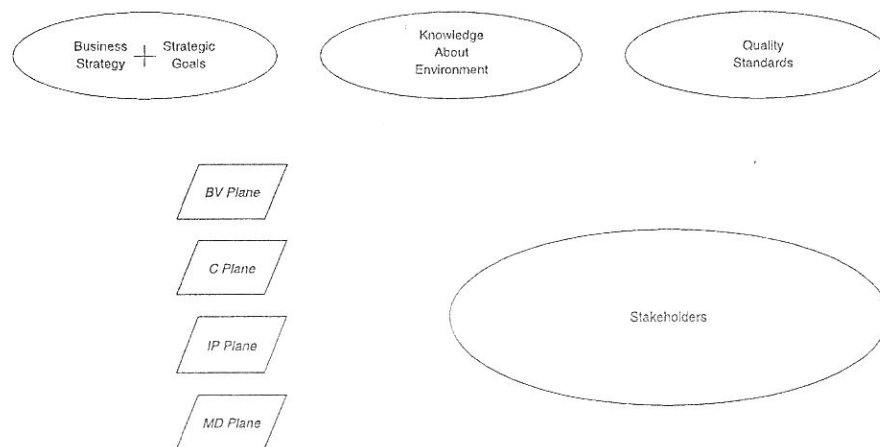 Business Strategic
Strategy Goals
Knowledge
About
Environment
Quality
Standards
BV Plane
C Plane
IP Plane
MD Plane
Stakeholders